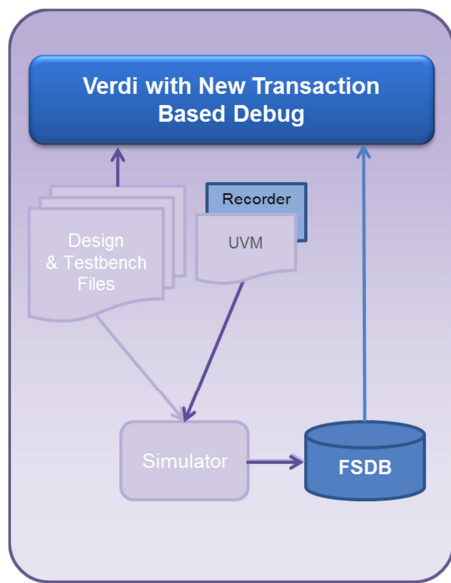 Verdi with New Transaction
Based Debug
Recorder
Design
& Testbench
Files
UVM
Simulator
FSDB